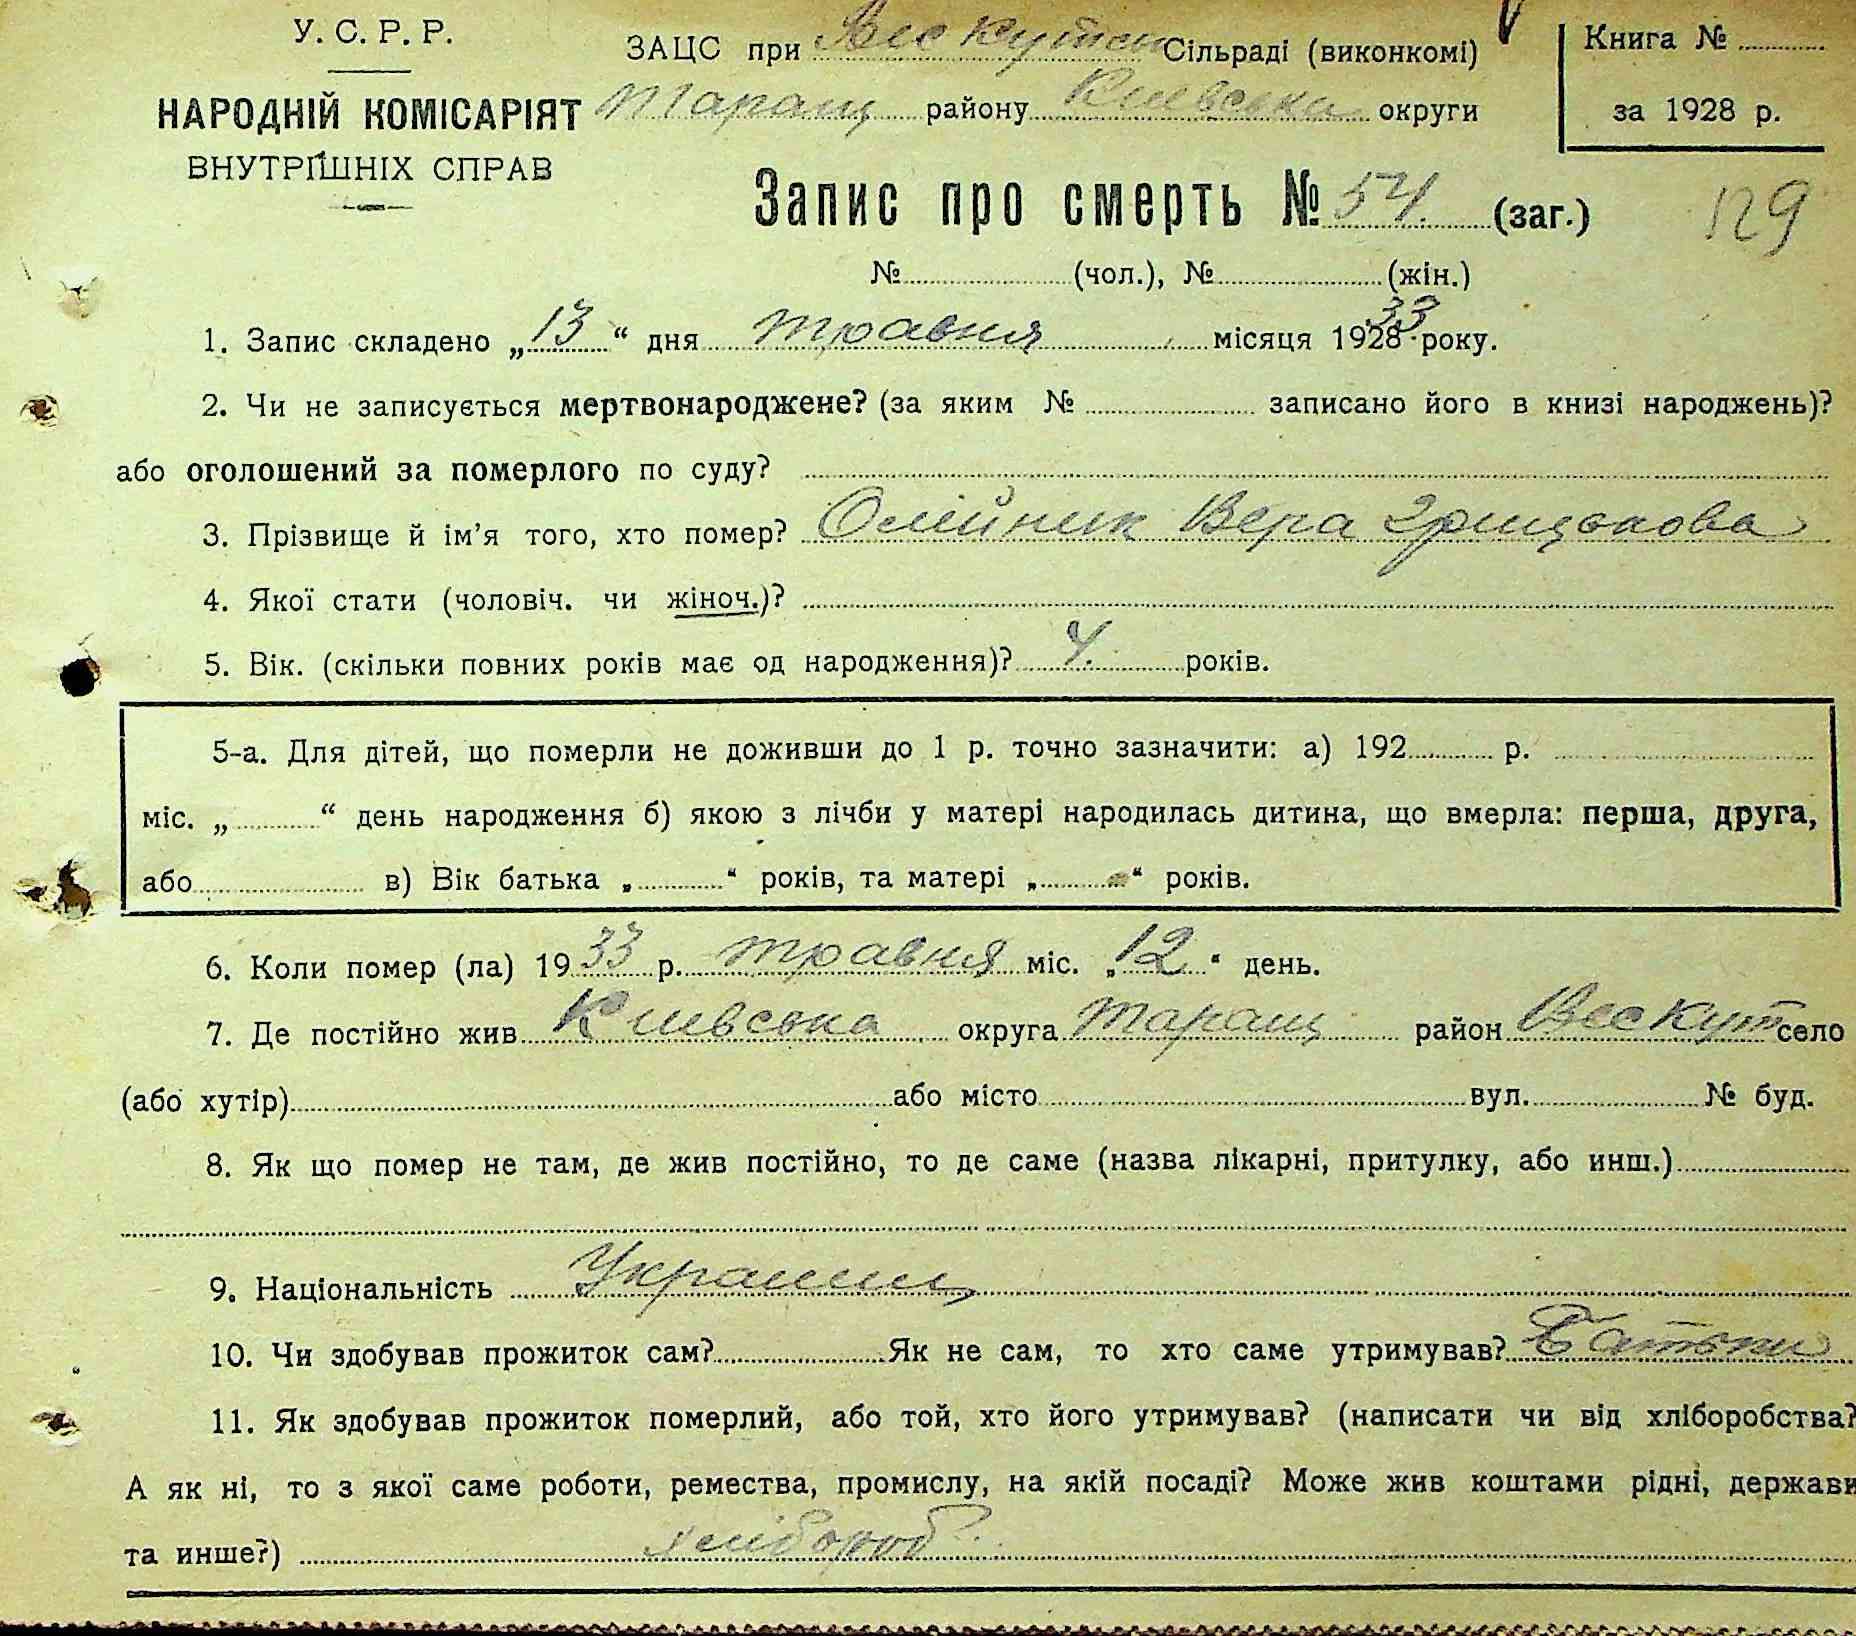 У. С. Р. Р.
НАРОДНІЙ КОМІСАРІЯТ
ВНУТРІШНІХ СПРАВ
ЗАЦС при Вес Кутськ Сільраді (виконкомі)
Таращ району Київська округи
Книга №
за 1928 р.
Запис про смерть № 54 (заг.)
129
№ (чол.), № (жін.)
1. Запис складено „13“ дня травня місяця 1928 33 року.
2. Чи не записується мертвонароджене? (за яким № записано його в книзі народжень)?
або оголошений за померлого по суду?
3. Прізвище й ім'я того, хто помер? Олійник Вера Грицькова
4. Якої стати (чоловіч. чи жіноч.)?
5. Вік. (скільки повних років має од народження)? 4 років.
5-а. Для дітей, що померли не доживши до 1 р. точно зазначити: а) 192 р.
міс. „ “ день народження б) якою з лічби у матері народилась дитина, що вмерла: перша, друга,
або в) Вік батька „ “ років, та матері „ “ років.
6. Коли помер (ла) 1933 р. травня міс. „12“ день.
7. Де постійно жив Київська округа Таращ район Вес Кут село
(або хутір) або місто вул. № буд.
8. Як що помер не там, де жив постійно, то де саме (назва лікарні, притулку, або инш.)
9. Національність Украинц
10. Чи здобував прожиток сам? Як не сам, то хто саме утримував? Батьки
11. Як здобував прожиток померлий, або той, хто його утримував? (написати чи від хліборобства?
А як ні, то з якої саме роботи, ремества, промислу, на якій посаді? Може жив коштами рідні, держави
та инше?) хлібороб